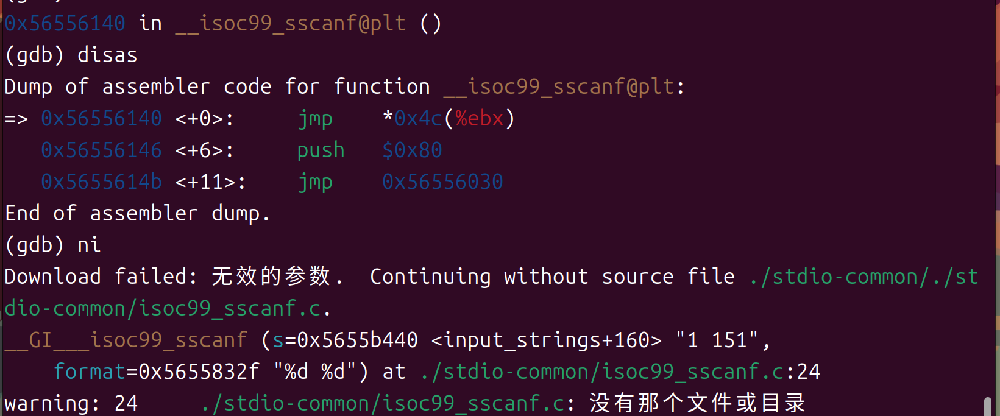 0x56556140 in __isoc99_sscanf@plt ()
(gdb) disas
Dump of assembler code for function __isoc99_sscanf@plt:
=> 0x56556140 <+0>:     jmp    *0x4c(%ebx)
   0x56556146 <+6>:     push   $0x80
   0x5655614b <+11>:    jmp    0x56556030
End of assembler dump.
(gdb) ni
Download failed: 无效的参数.  Continuing without source file ./stdio-common/./st
dio-common/isoc99_sscanf.c.
__GI___isoc99_sscanf (s=0x5655b440 <input_strings+160> "1 151",
    format=0x5655832f "%d %d") at ./stdio-common/isoc99_sscanf.c:24
warning: 24     ./stdio-common/isoc99_sscanf.c: 没有那个文件或目录